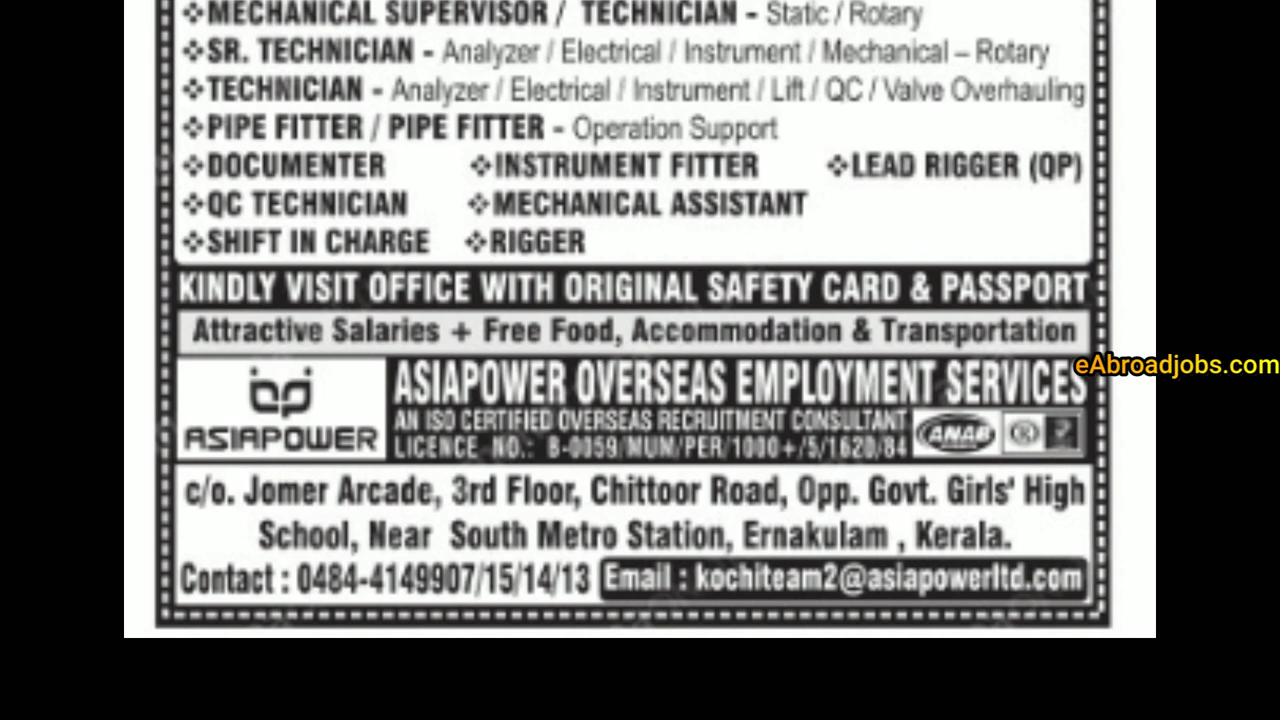 ❖MECHANICAL SUPERVISOR / TECHNICIAN - Static / Rotary
❖SR. TECHNICIAN - Analyzer / Electrical / Instrument / Mechanical – Rotary
❖TECHNICIAN - Analyzer / Electrical / Instrument / Lift / QC / Valve Overhauling
❖PIPE FITTER / PIPE FITTER - Operation Support
❖DOCUMENTER ❖INSTRUMENT FITTER ❖LEAD RIGGER (QP)
❖QC TECHNICIAN ❖MECHANICAL ASSISTANT
❖SHIFT IN CHARGE ❖RIGGER
KINDLY VISIT OFFICE WITH ORIGINAL SAFETY CARD & PASSPORT
Attractive Salaries + Free Food, Accommodation & Transportation
eAbroadjobs.com
ASIAPOWER
ASIAPOWER OVERSEAS EMPLOYMENT SERVICES
AN ISO CERTIFIED OVERSEAS RECRUITMENT CONSULTANT
LICENCE NO.: B-0059/MUM/PER/1000+/5/1620/84
ANAB
c/o. Jomer Arcade, 3rd Floor, Chittoor Road, Opp. Govt. Girls' High
School, Near South Metro Station, Ernakulam , Kerala.
Contact : 0484-4149907/15/14/13 Email : kochiteam2@asiapowerltd.com